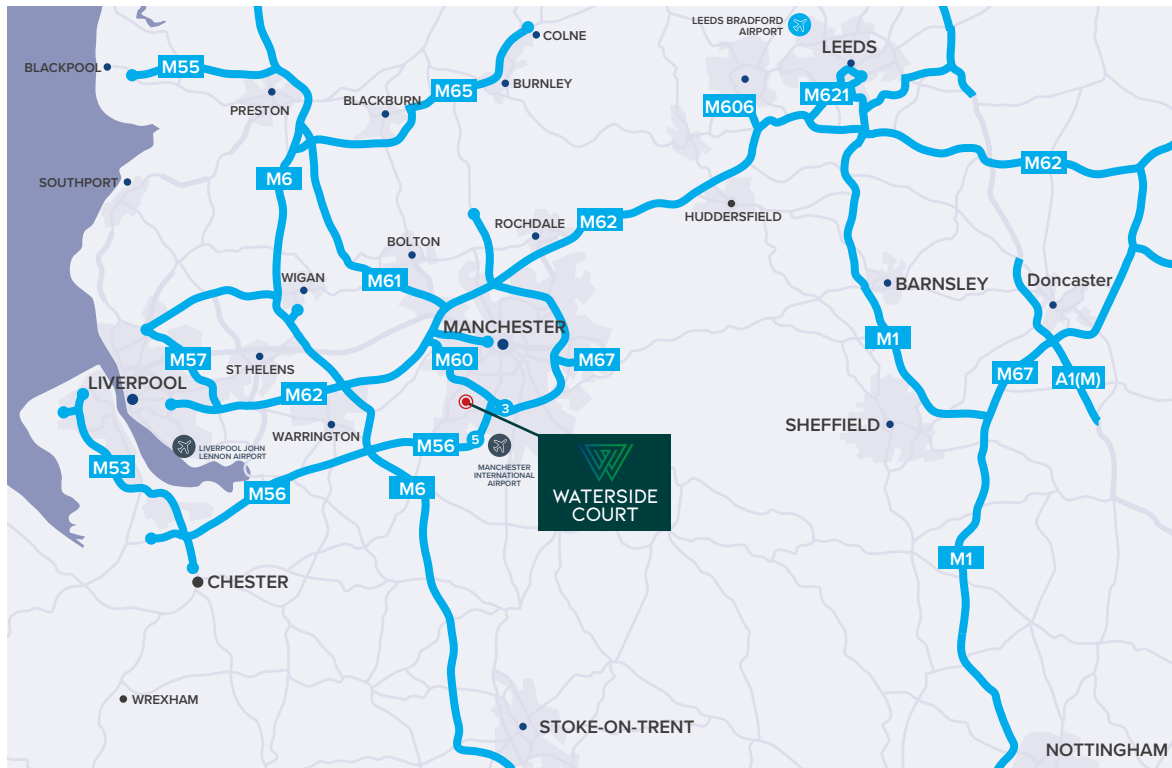 LEEDS BRADFORD
AIRPORT
COLNE
LEEDS
BLACKPOOL
M55
M65
BURNLEY
M621
PRESTON
BLACKBURN
M606
M62
M6
SOUTHPORT
HUDDERSFIELD
ROCHDALE
M62
BOLTON
WIGAN
M61
BARNSLEY
Doncaster
MANCHESTER
M1
M57
M60
M67
ST HELENS
M67
A1(M)
LIVERPOOL
M62
3
SHEFFIELD
WARRINGTON
5
M56
LIVERPOOL JOHN
LENNON AIRPORT
M53
MANCHESTER
INTERNATIONAL
AIRPORT
M56
M6
WATERSIDE
COURT
M1
CHESTER
WREXHAM
STOKE-ON-TRENT
NOTTINGHAM